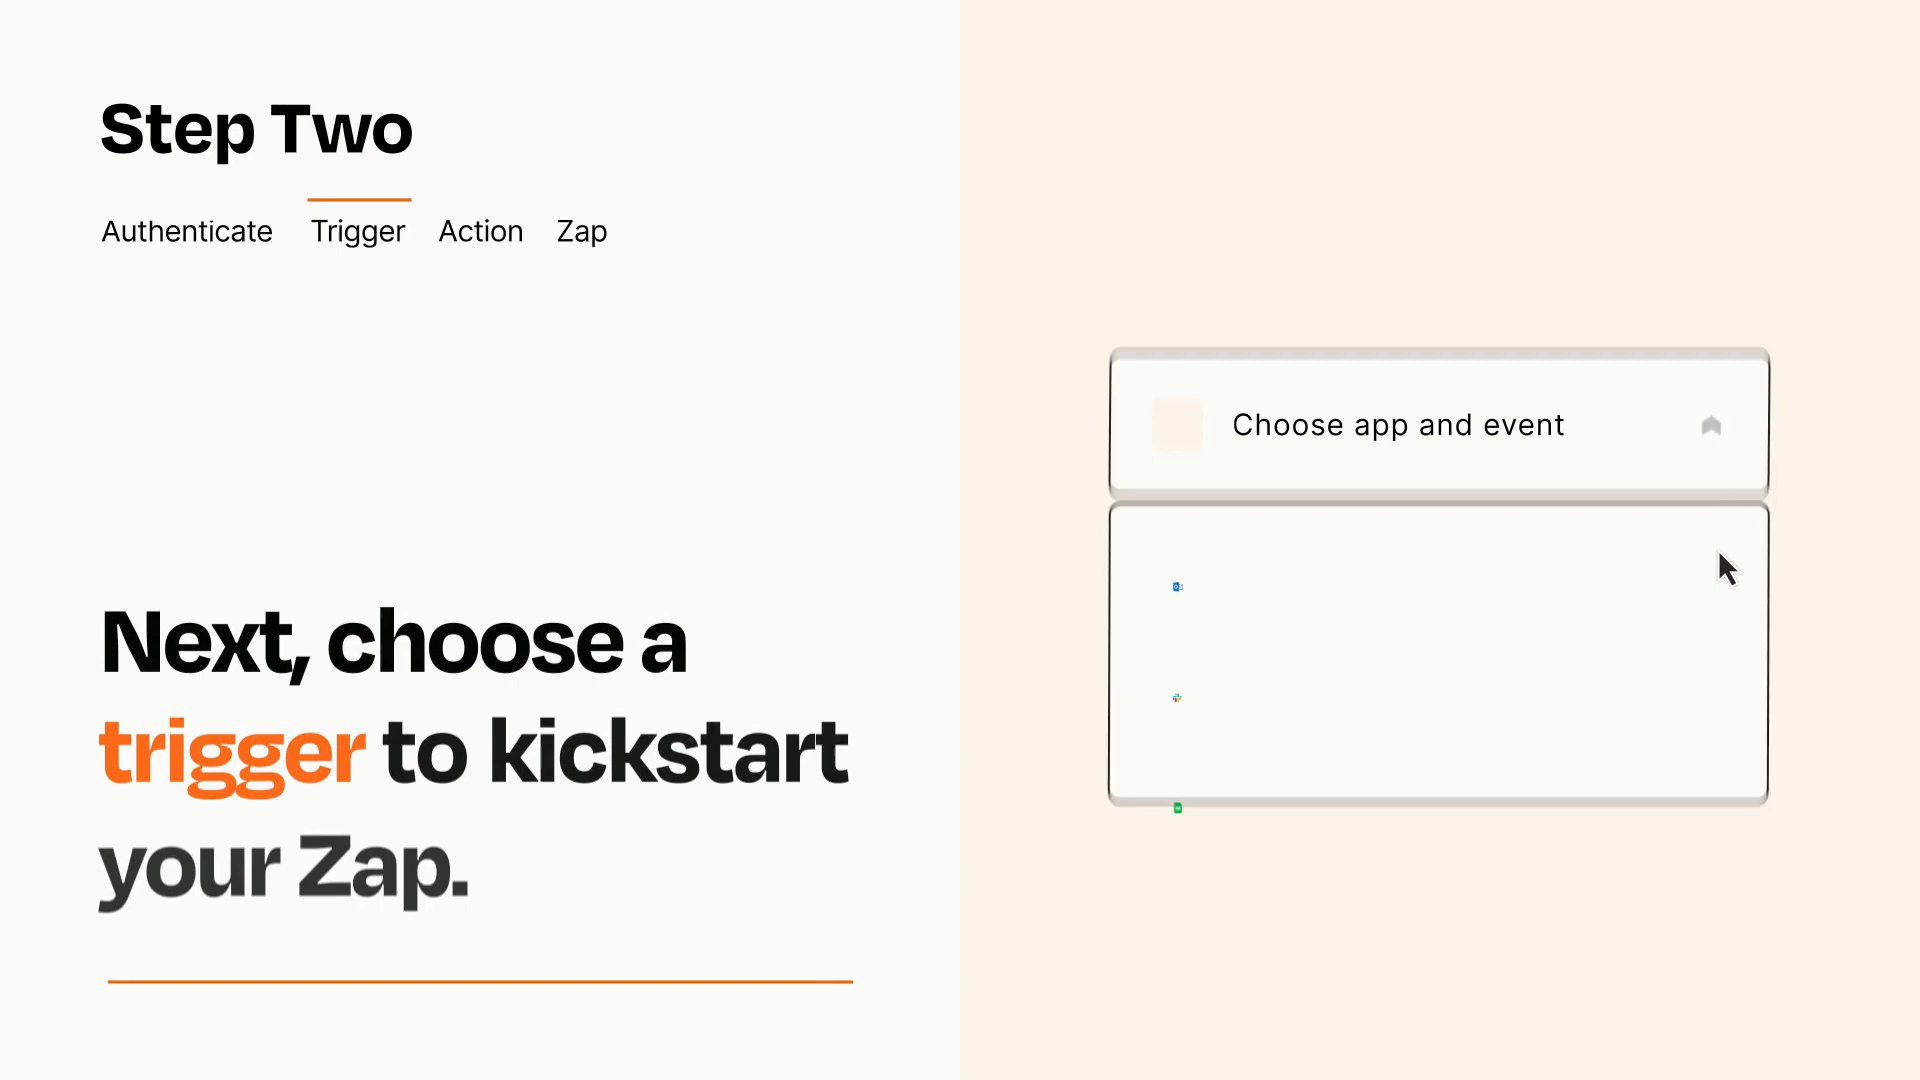 Step Two
Authenticate Trigger Action Zap
Next, choose a
trigger to kickstart
your Zap.
Choose app and event